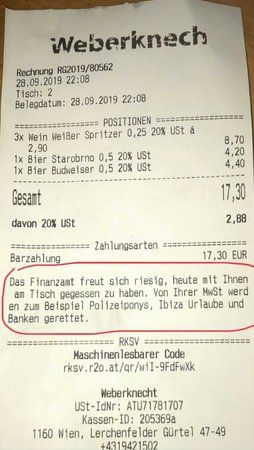 Weberknech
Rechnung RG2019/80562
28.09.2019 22:08
Tisch: 2
Belegdatum: 28.09.2019 22:08
POSITIONEN
3x Wein Weißer Spritzer 0,25 20% USt á 8,70
2,90
1x Bier Starobrno 0,5 20% USt 4,20
1x Bier Budweiser 0,5 20% USt 4,40
Gesamt 17,30
davon 20% USt 2,88
Zahlungsarten
Barzahlung 17,30 EUR
Das Finanzamt freut sich riesig, heute mit Ihnen
am Tisch gegessen zu haben. Von Ihrer MwSt werd
en zum Beispiel Polizeiponys, Ibiza Urlaube und
Banken gerettet.
RKSV
Maschinenlesbarer Code
rksv.r2o.at/qr/wiI-9FdFwXk
Weberknecht
USt-IdNr: ATU71781707
Kassen-ID: 205369a
1160 Wien, Lerchenfelder Gürtel 47-49
+4319421502